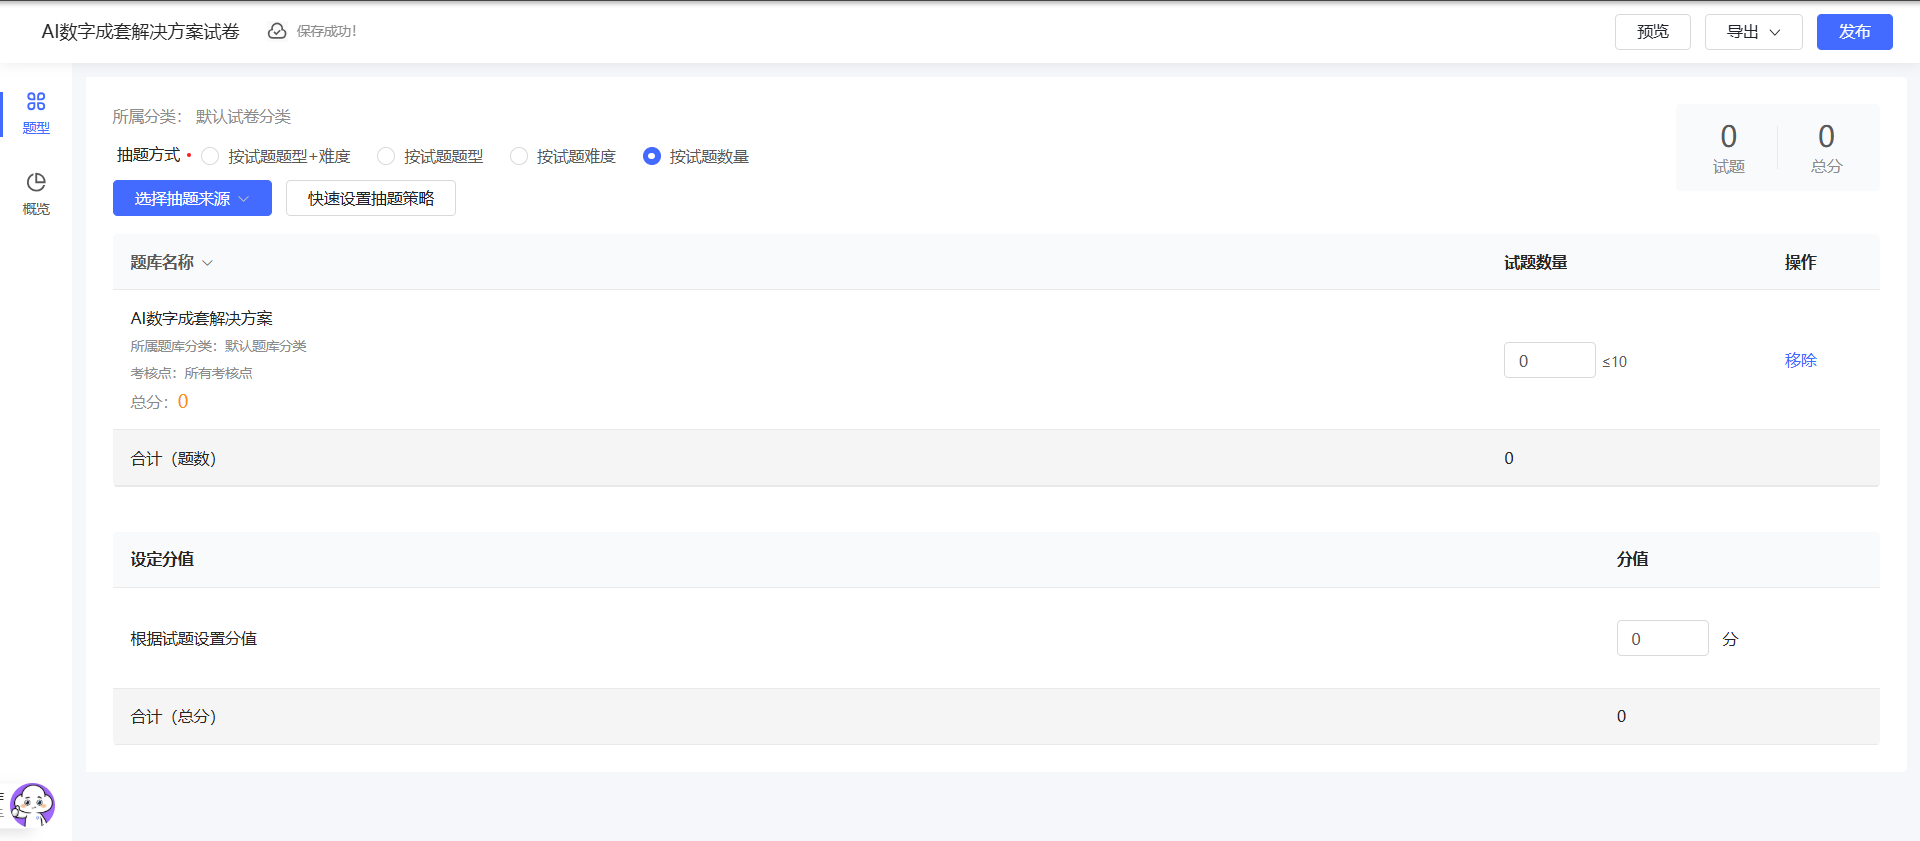 AI数字成套解决方案试卷 保存成功! 预览 导出 发布
题型
概览
所属分类： 默认试卷分类
抽题方式 • 按试题题型+难度 按试题题型 按试题难度 按试题数量
0 0
试题 总分
选择抽题来源 快速设置抽题策略
题库名称 试题数量 操作
AI数字成套解决方案
所属题库分类：默认题库分类
考核点：所有考核点
总分：0
0 ≤10 移除
合计（题数） 0
设定分值 分值
根据试题设置分值 0 分
合计（总分） 0